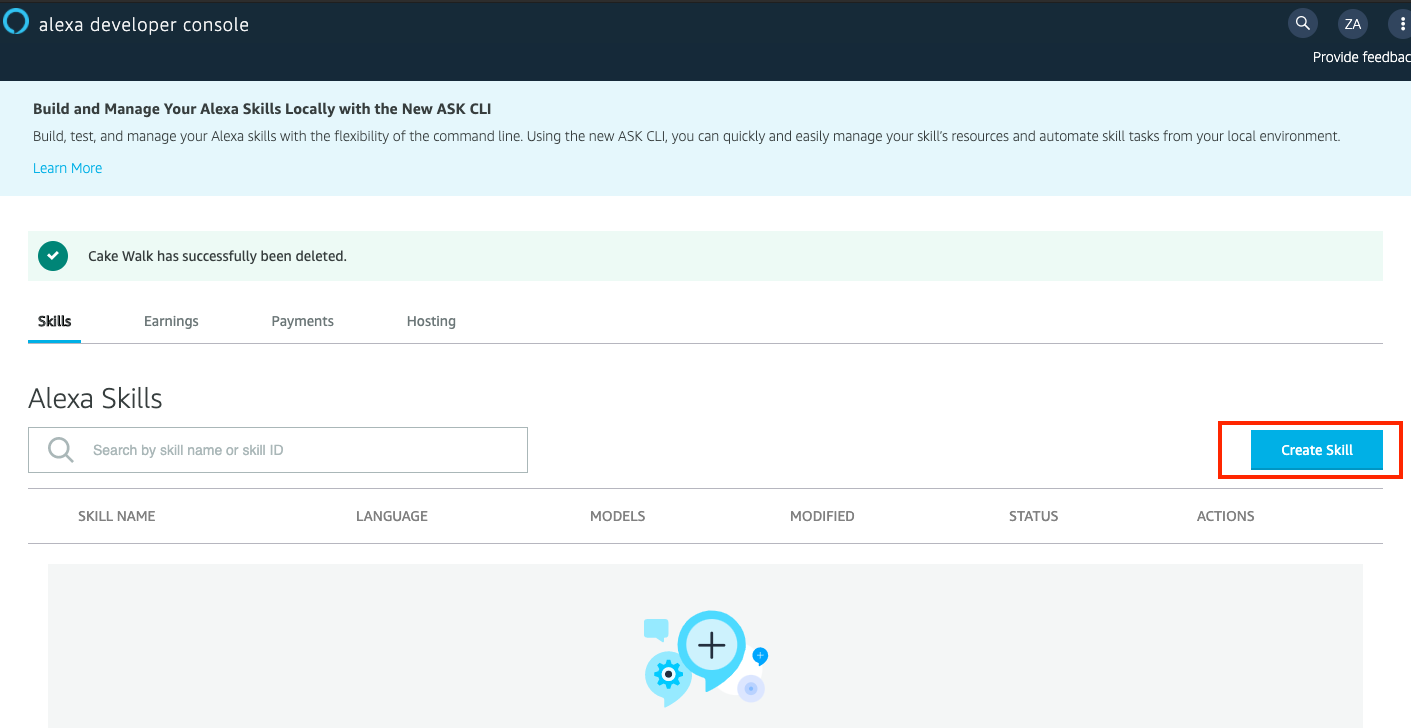 alexa developer console
ZA
Provide feedbac
Build and Manage Your Alexa Skills Locally with the New ASK CLI
Build, test, and manage your Alexa skills with the flexibility of the command line. Using the new ASK CLI, you can quickly and easily manage your skill's resources and automate skill tasks from your local environment.
Learn More
Cake Walk has successfully been deleted.
Skills Earnings Payments Hosting
Alexa Skills
Search by skill name or skill ID
Create Skill
SKILL NAME LANGUAGE MODELS MODIFIED STATUS ACTIONS